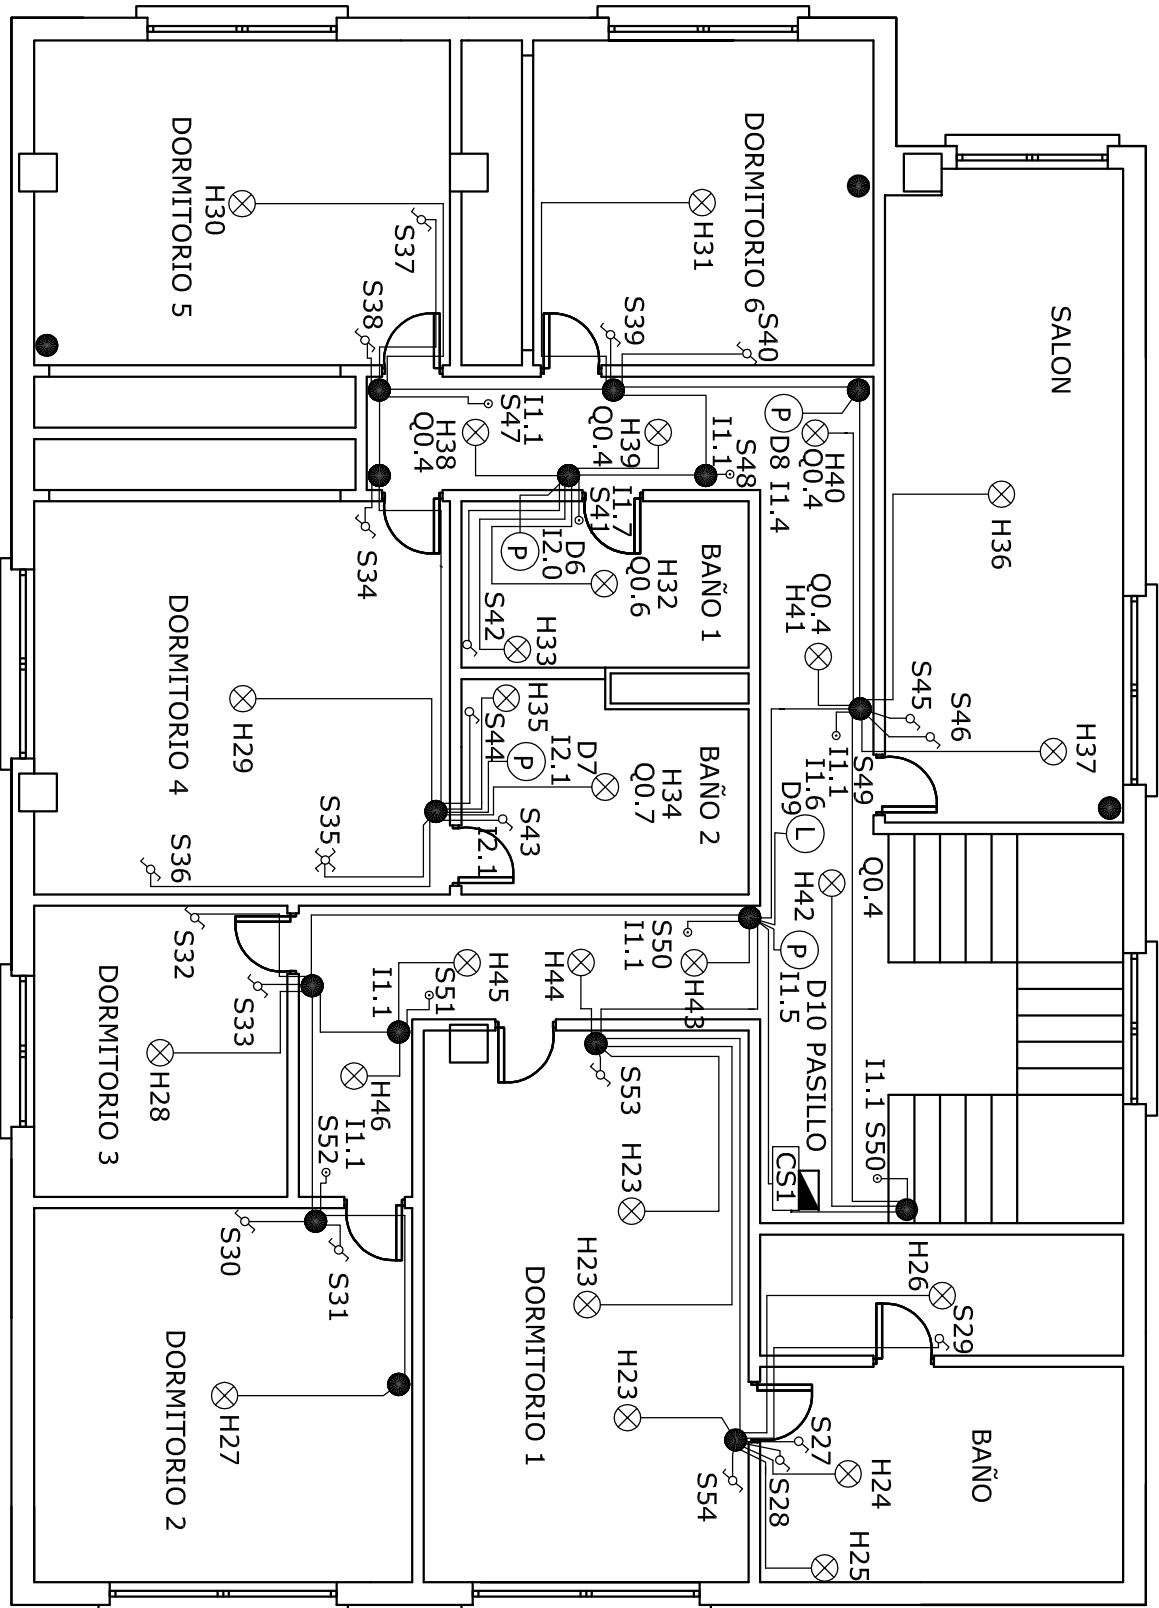 DORMITORIO 5
H30
S37
S38
DORMITORIO 6
H31
S39
S40
SALON
I1.1
S47
H38
Q0.4
H39
Q0.4
I1.1
S48
D8 I1.4
P
H40
Q0.4
H36
I1.7
S41
D6
I2.0
P
BAÑO 1
H32
Q0.6
S42
H33
S34
DORMITORIO 4
H29
S35
S36
H35
S44
D7
I2.1
P
BAÑO 2
H34
Q0.7
S43
I2.1
Q0.4
H41
S45
S46
H37
S49
I1.1
I1.6
D9
L
H42
Q0.4
S50
I1.1
P
D10 PASILLO
I1.5
H43
H44
H45
S51
I1.1
S32
S33
DORMITORIO 3
H28
H46
I1.1
S52
S53
H23
H23
H23
DORMITORIO 1
I1.1 S50
CS1
S30
S31
DORMITORIO 2
H27
H26
S29
BAÑO
S27
S28
H24
S54
H25